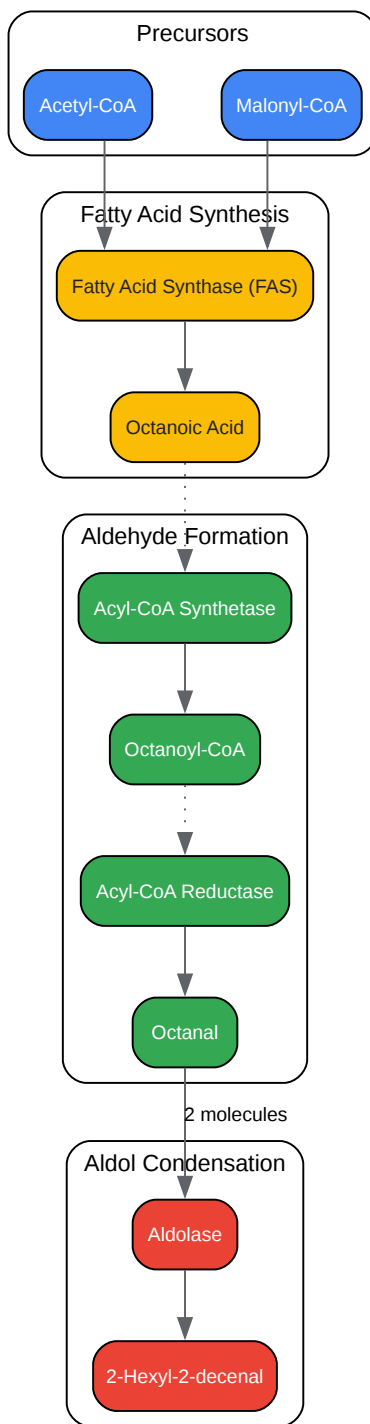 Precursors
Acetyl-CoA
Malonyl-CoA
Fatty Acid Synthesis
Fatty Acid Synthase (FAS)
Octanoic Acid
Aldehyde Formation
Acyl-CoA Synthetase
Octanoyl-CoA
Acyl-CoA Reductase
Octanal
2 molecules
Aldol Condensation
Aldolase
2-Hexyl-2-decenal